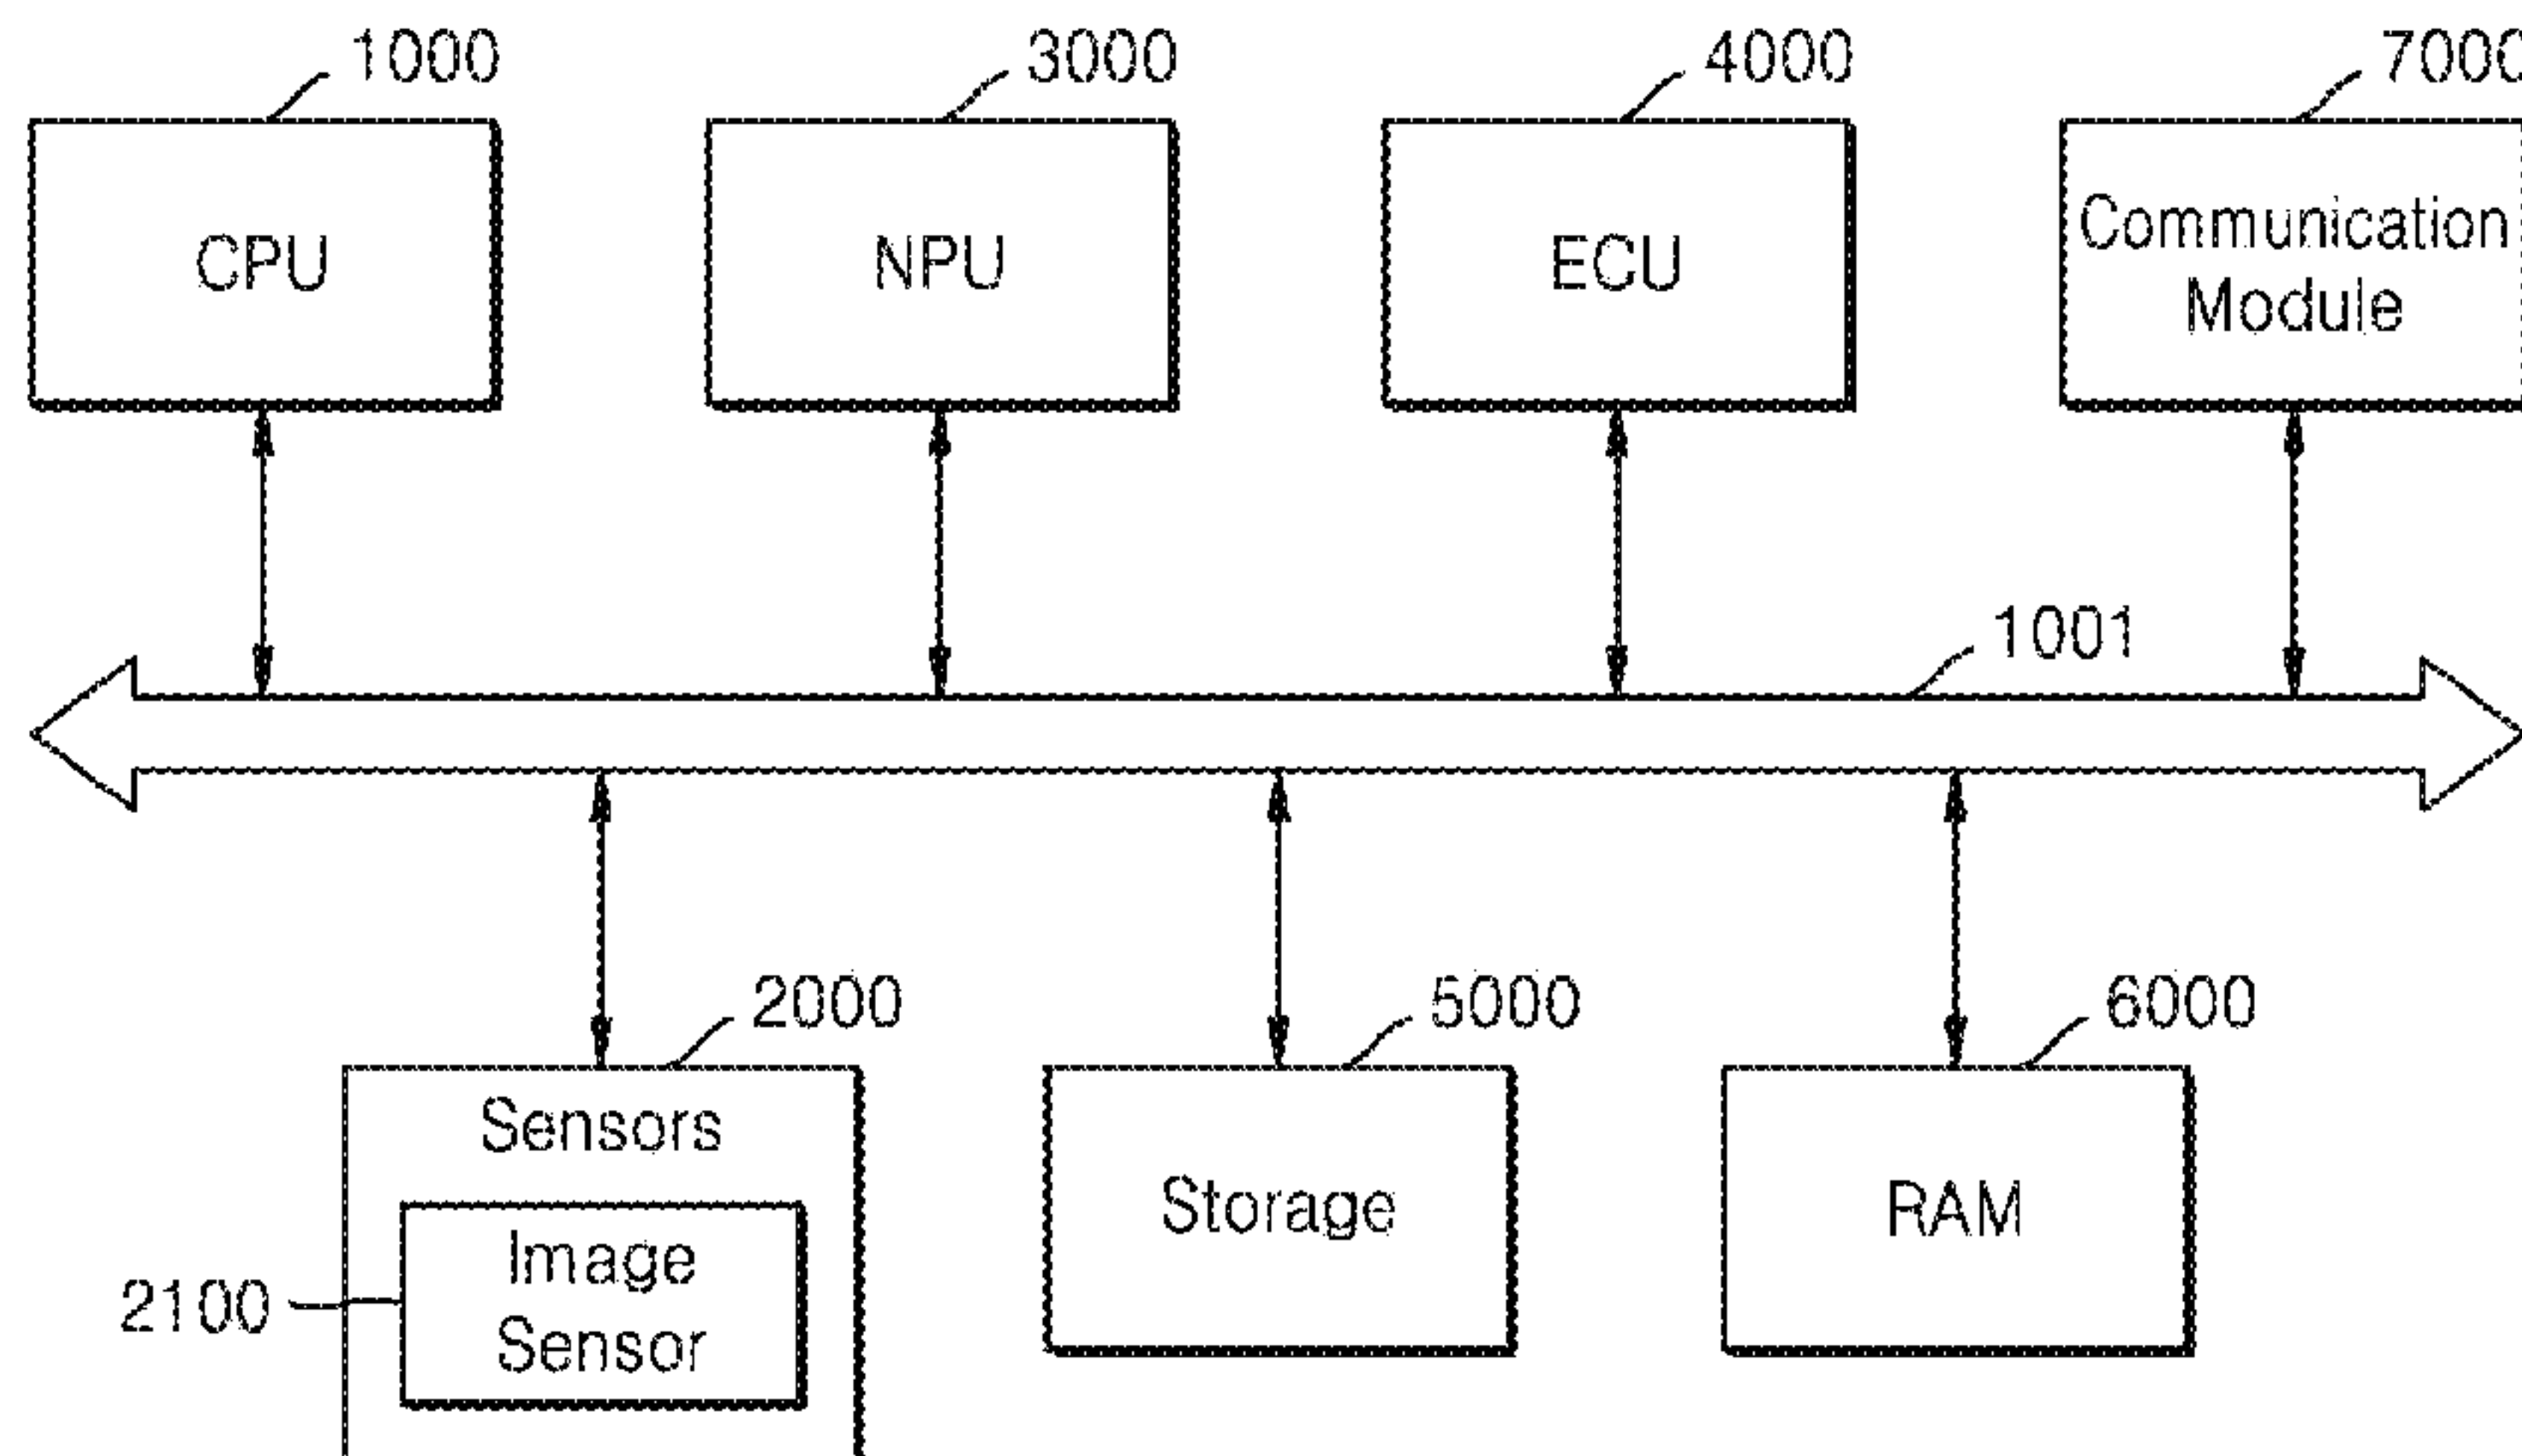 1000
3000
4000
7000
CPU
NPU
ECU
Communication
Module
1001
2000
5000
6000
Sensors
Storage
RAM
2100
Image
Sensor